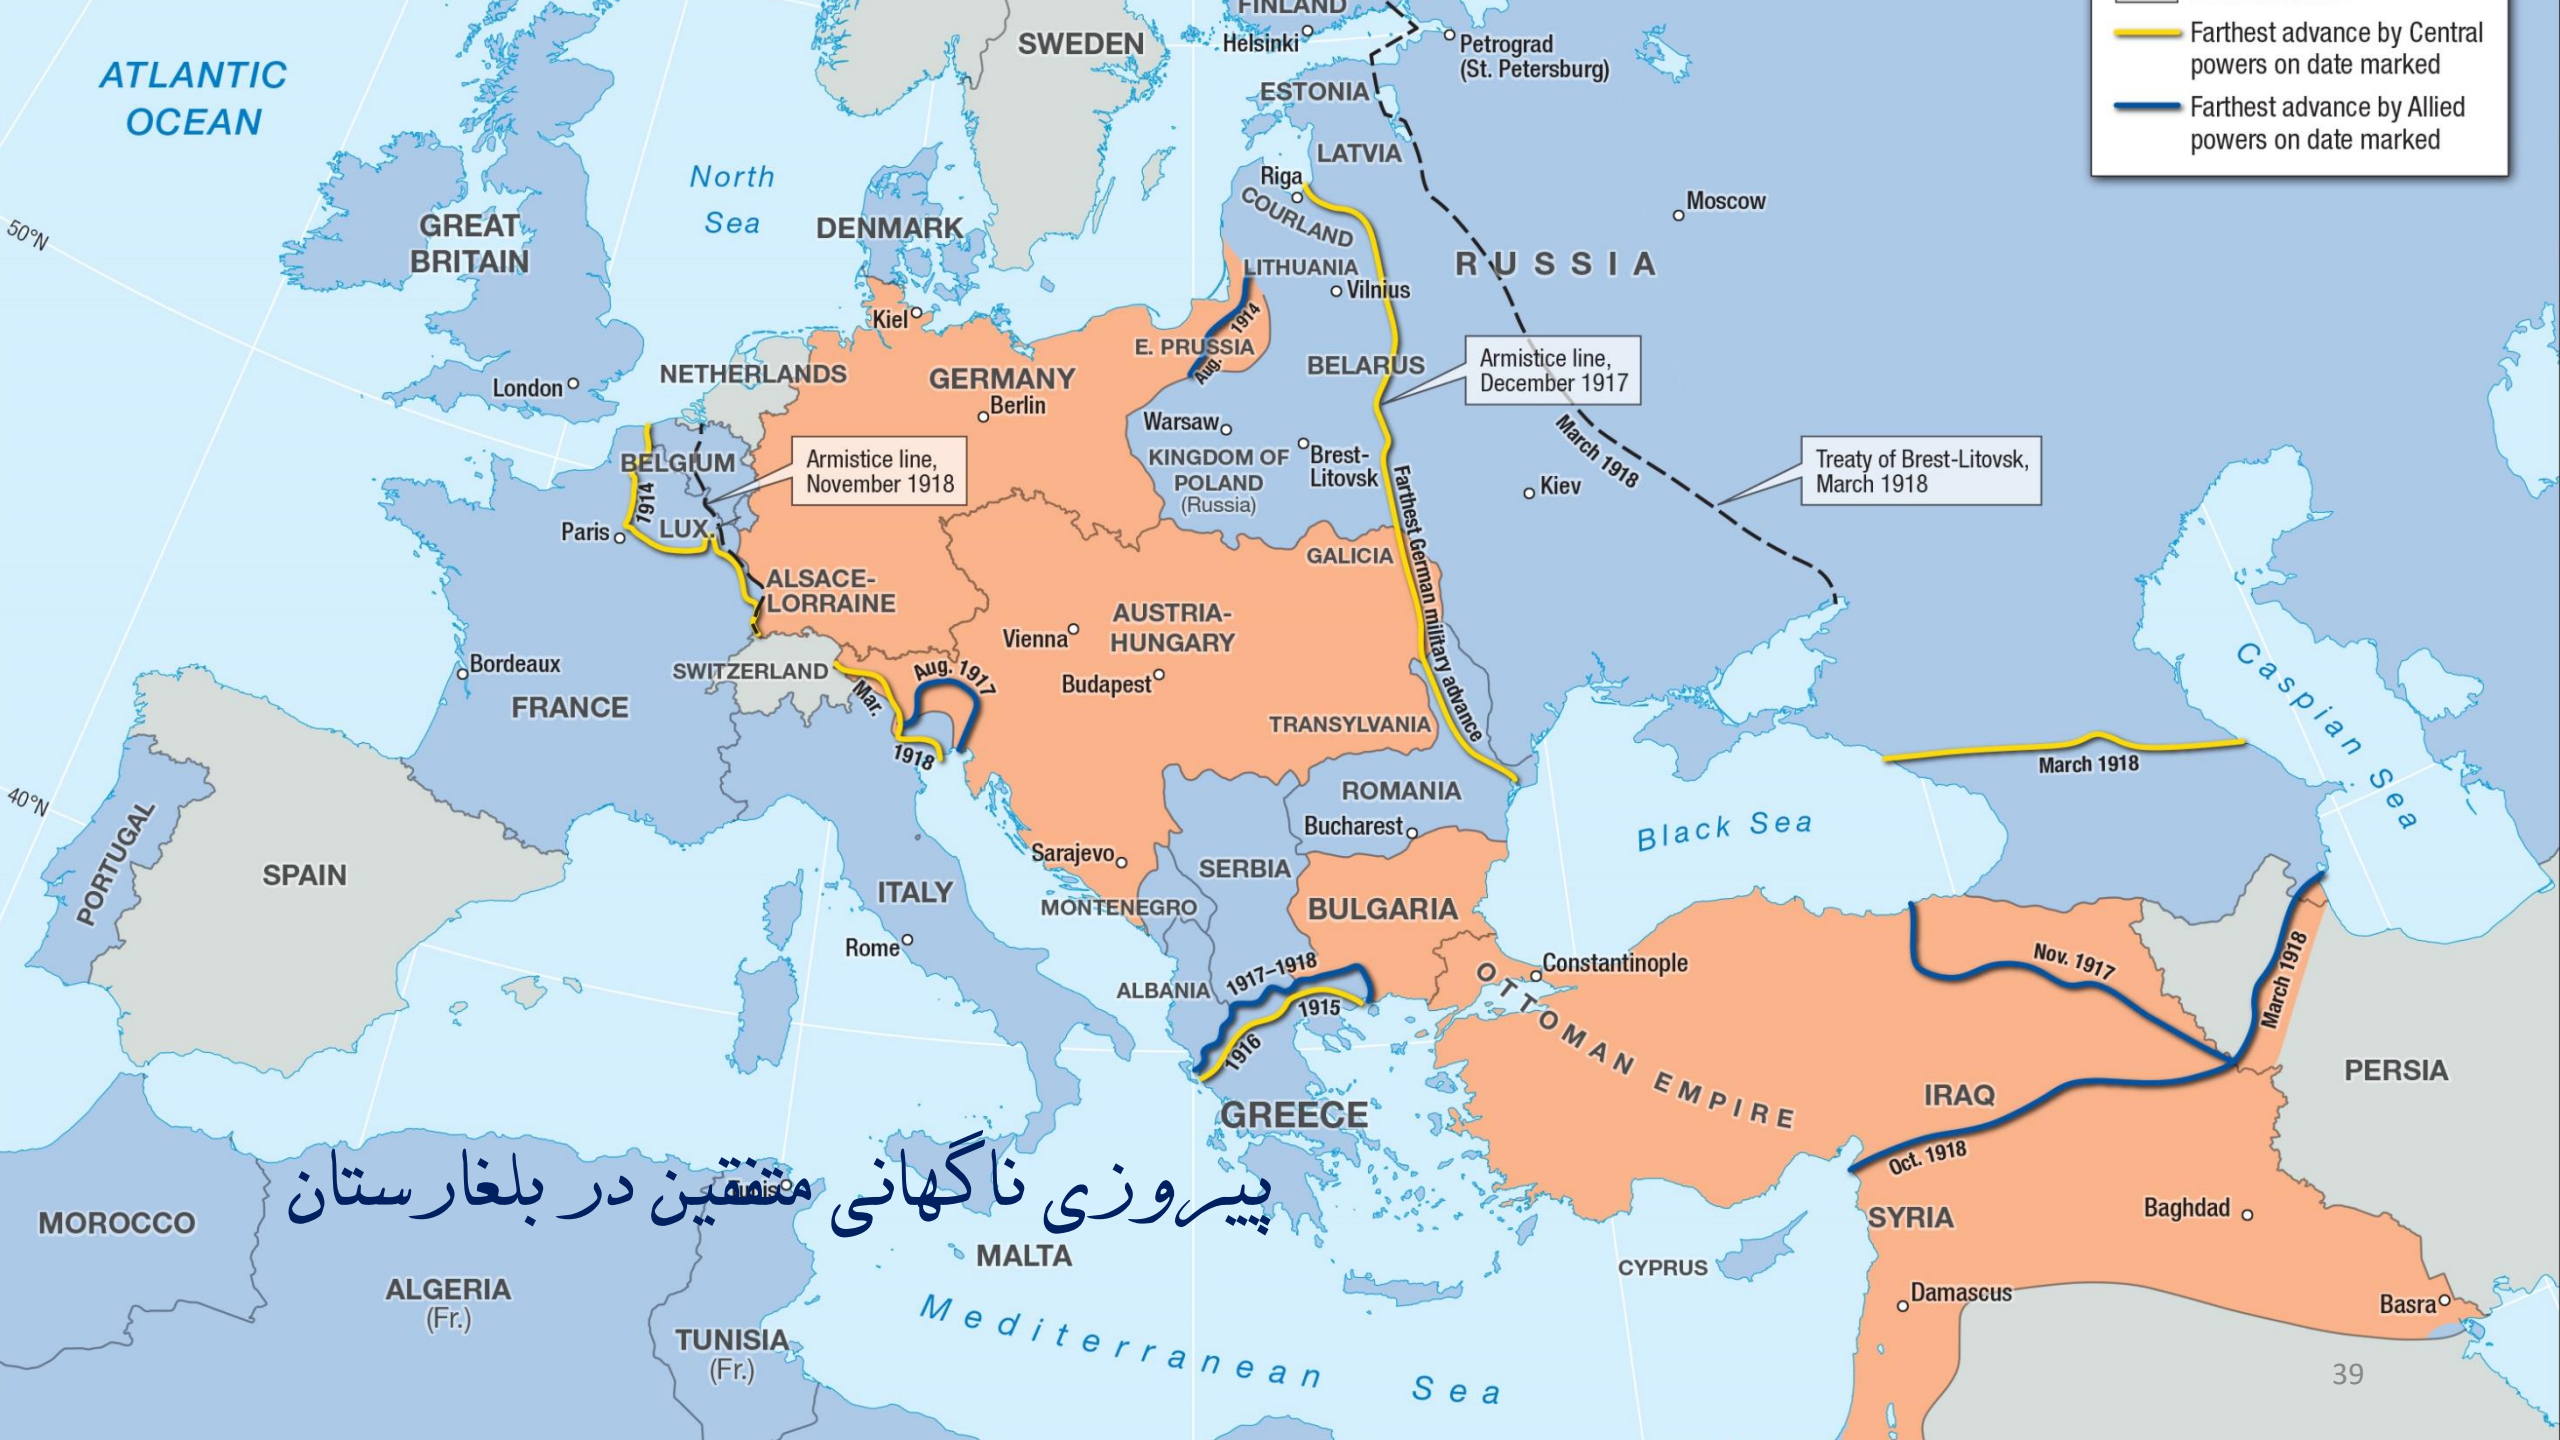 FINLAND
SWEDEN
Helsinki
Petrograd
(St. Petersburg)
Farthest advance by Central
powers on date marked
Farthest advance by Allied
powers on date marked
ATLANTIC
OCEAN
ESTONIA
LATVIA
North
Sea
Riga
COURLAND
Moscow
50°N
GREAT
BRITAIN
DENMARK
RUSSIA
LITHUANIA
Vilnius
Kiel
Aug. 1914
E. PRUSSIA
BELARUS
Armistice line,
December 1917
London
NETHERLANDS
GERMANY
Berlin
Warsaw
KINGDOM OF
POLAND
(Russia)
Brest-
Litovsk
March 1918
Treaty of Brest-Litovsk,
March 1918
Kiev
BELGIUM
Armistice line,
November 1918
1914
Paris
LUX.
GALICIA
Farthest German military advance
ALSACE-
LORRAINE
AUSTRIA-
HUNGARY
Vienna
Budapest
Bordeaux
SWITZERLAND
FRANCE
Mar.
1918
Aug. 1917
TRANSYLVANIA
Caspian Sea
March 1918
40°N
PORTUGAL
SPAIN
ROMANIA
Bucharest
Black Sea
Sarajevo
SERBIA
ITALY
MONTENEGRO
BULGARIA
Rome
ALBANIA
1917–1918
1915
1916
Constantinople
OTTOMAN EMPIRE
Nov. 1917
March 1918
PERSIA
IRAQ
GREECE
Oct. 1918
پیروزی ناگهانی متفقین در بلغارستان
Tunis
MOROCCO
SYRIA
Baghdad
MALTA
CYPRUS
ALGERIA
(Fr.)
Damascus
Basra
TUNISIA
(Fr.)
Mediterranean Sea
39